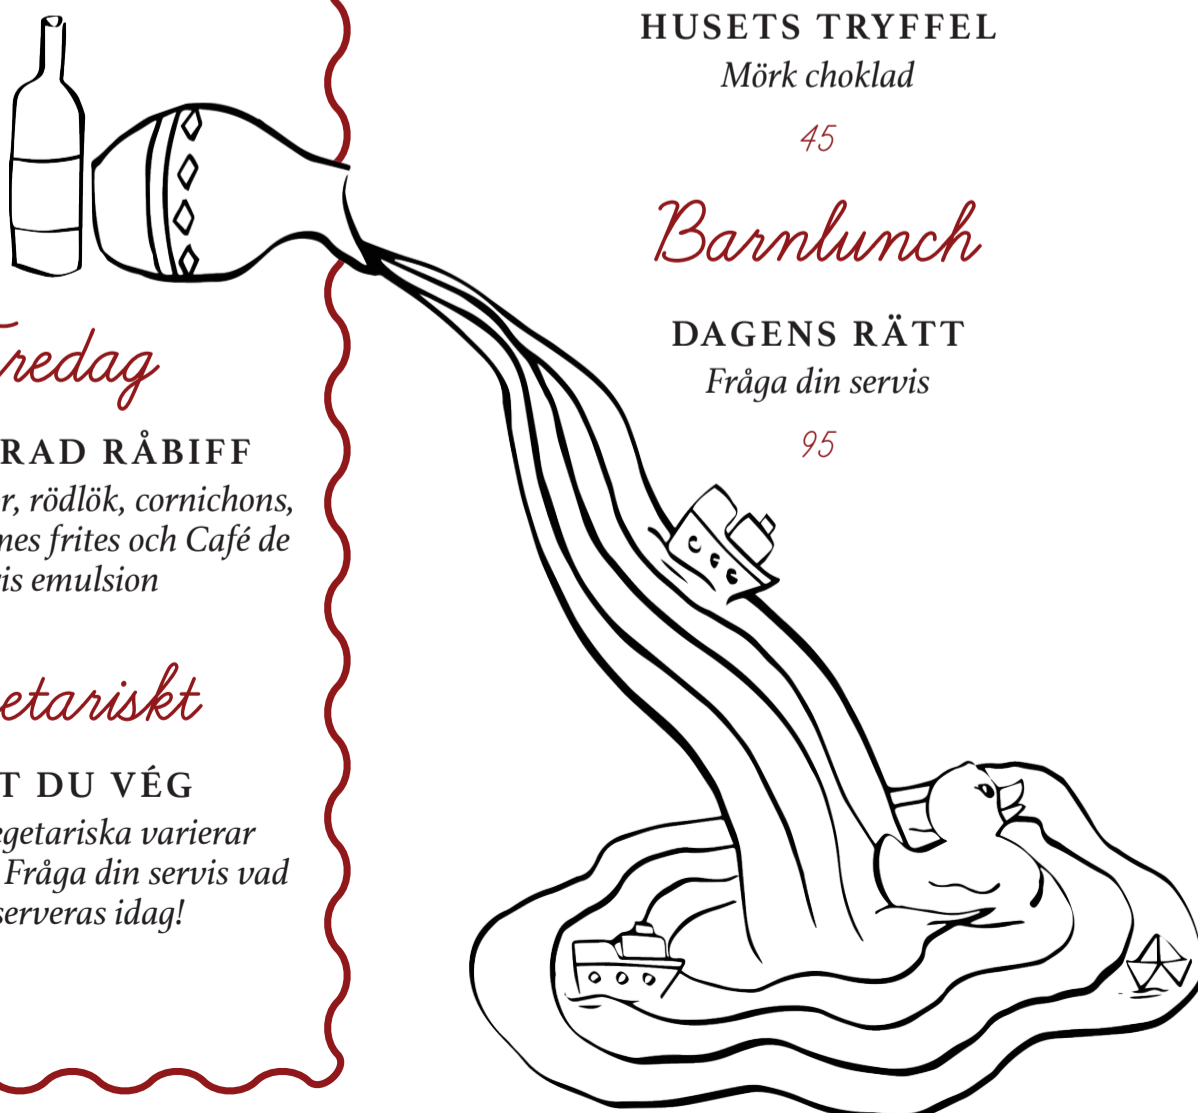 redag
RAD RÅBIFF
r, rödlök, cornichons,
mes frites och Café de
is emulsion
etariskt
T DU VÉG
egetariska varierar
Fråga din servis vad
serveras idag!
HUSETS TRYFFEL
Mörk choklad
45
Barnlunch
DAGENS RÄTT
Fråga din servis
95